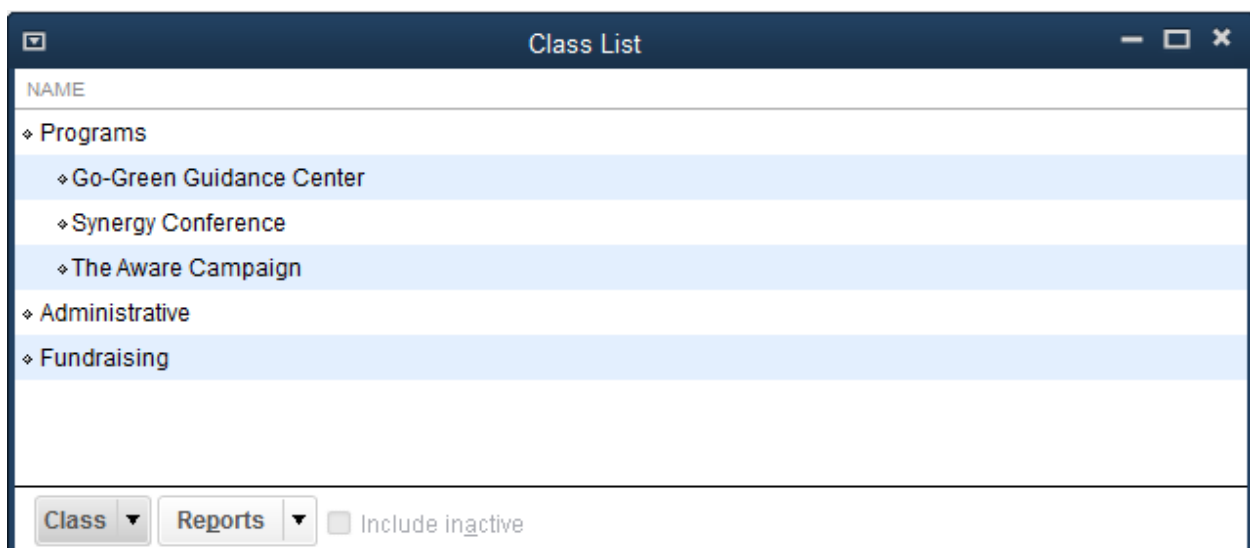 Class List
NAME
Programs
Go-Green Guidance Center
Synergy Conference
The Aware Campaign
Administrative
Fundraising
Class Reports Include inactive